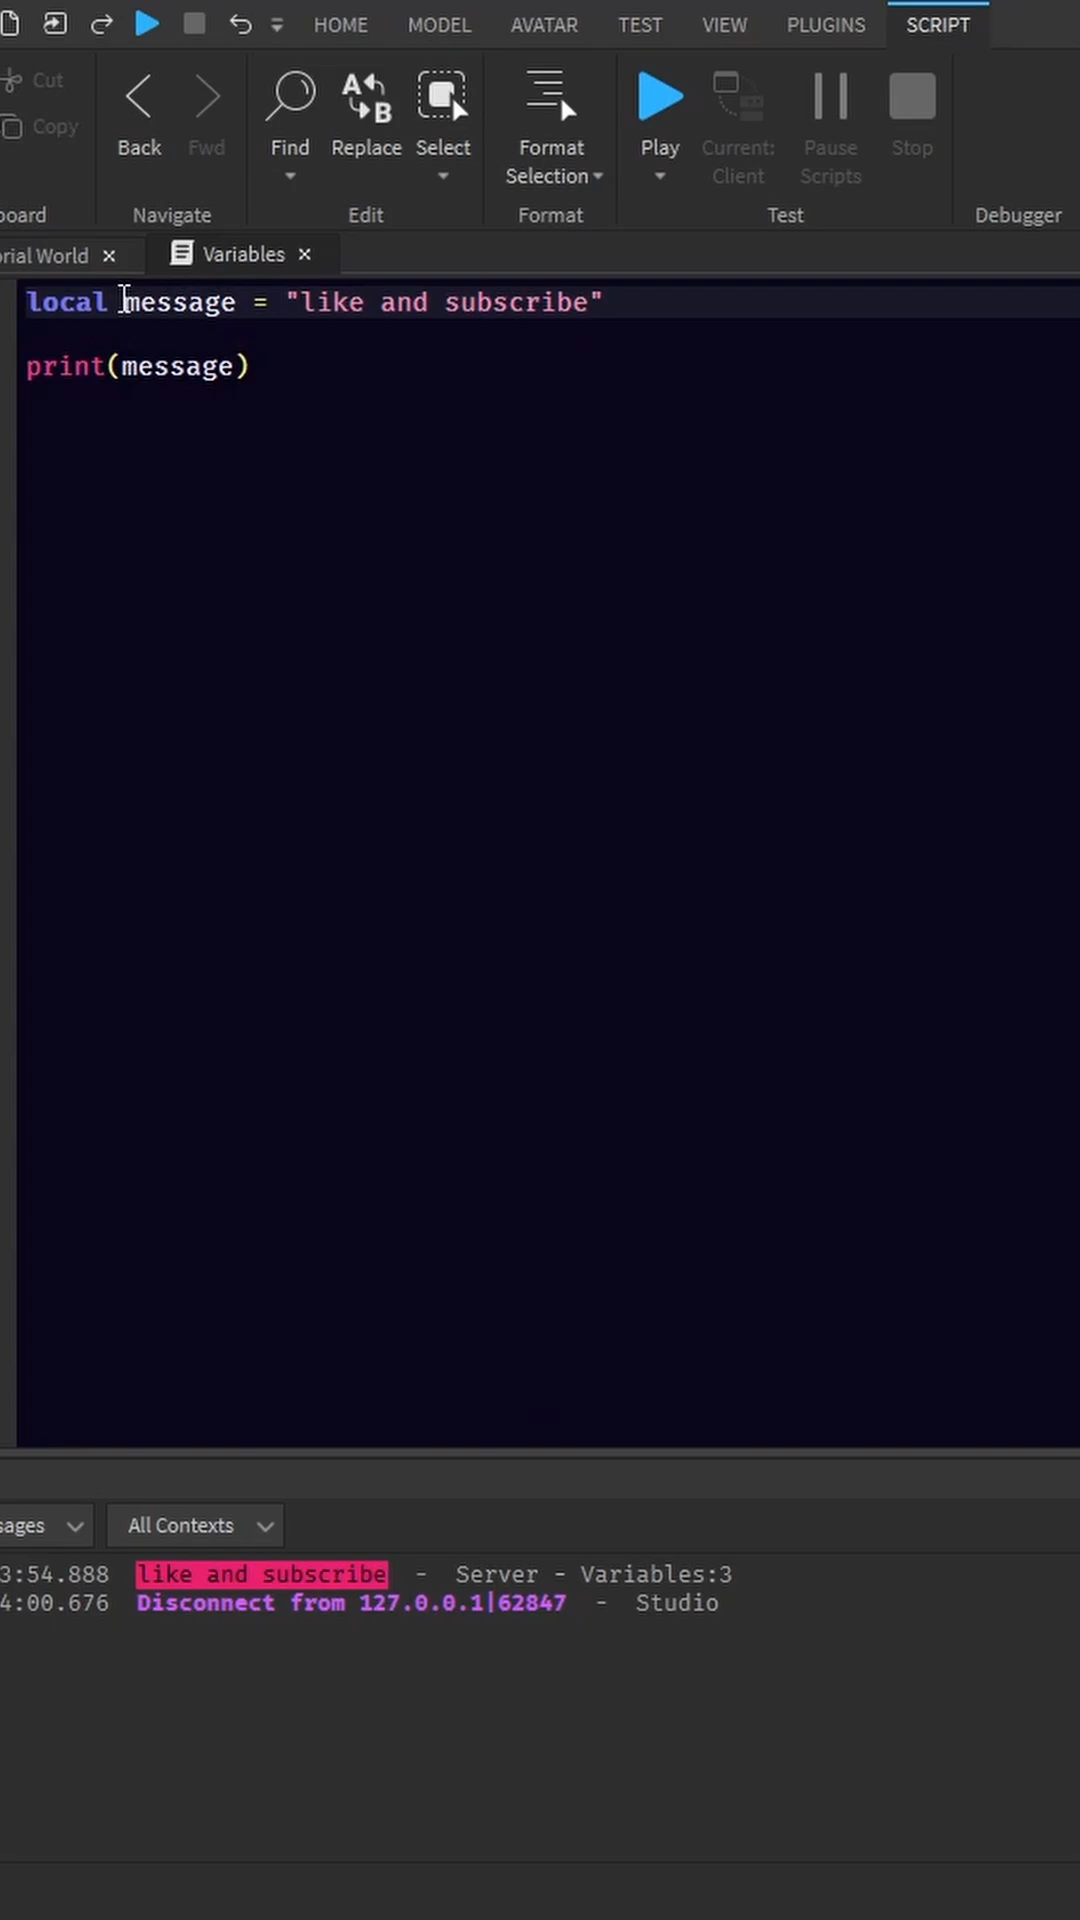 HOME MODEL AVATAR TEST VIEW PLUGINS SCRIPT
Cut
Copy
Back Fwd Find Replace Select Format Selection Play Current: Client Pause Scripts Stop
board Navigate Edit Format Test Debugger
orial World × Variables ×
local message = "like and subscribe"
print(message)
sages All Contexts
3:54.888 like and subscribe - Server - Variables:3
4:00.676 Disconnect from 127.0.0.1|62847 - Studio